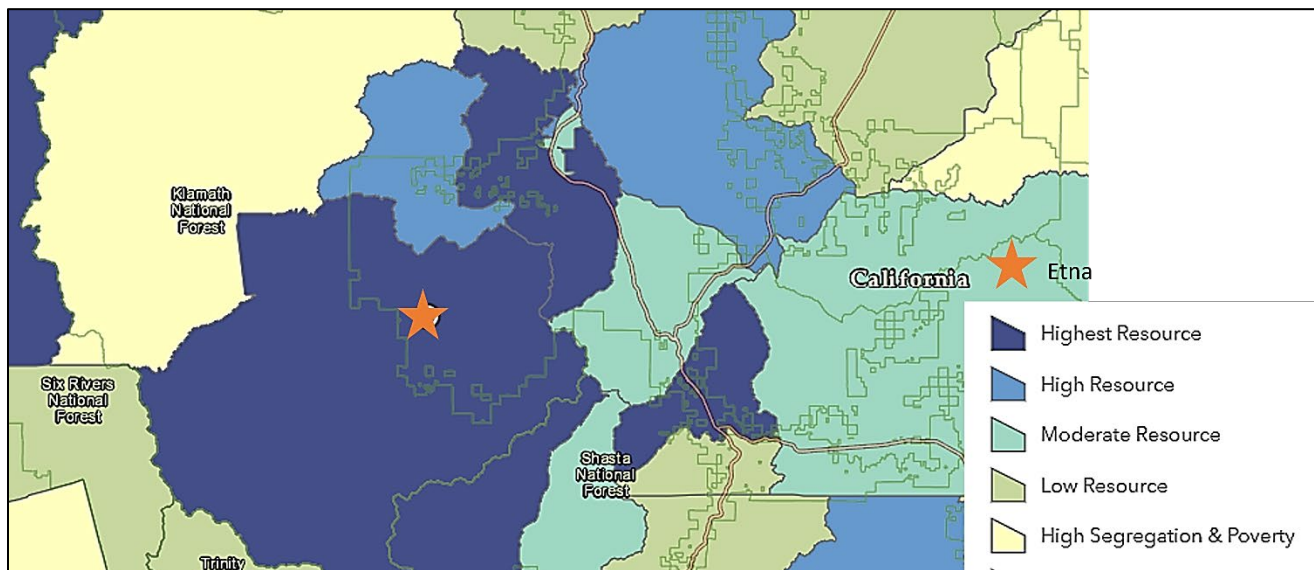 Klamath
National
Forest
California
Etna
Six Rivers
National
Forest
Shasta
National
Forest
Trinity
Highest Resource
High Resource
Moderate Resource
Low Resource
High Segregation & Poverty